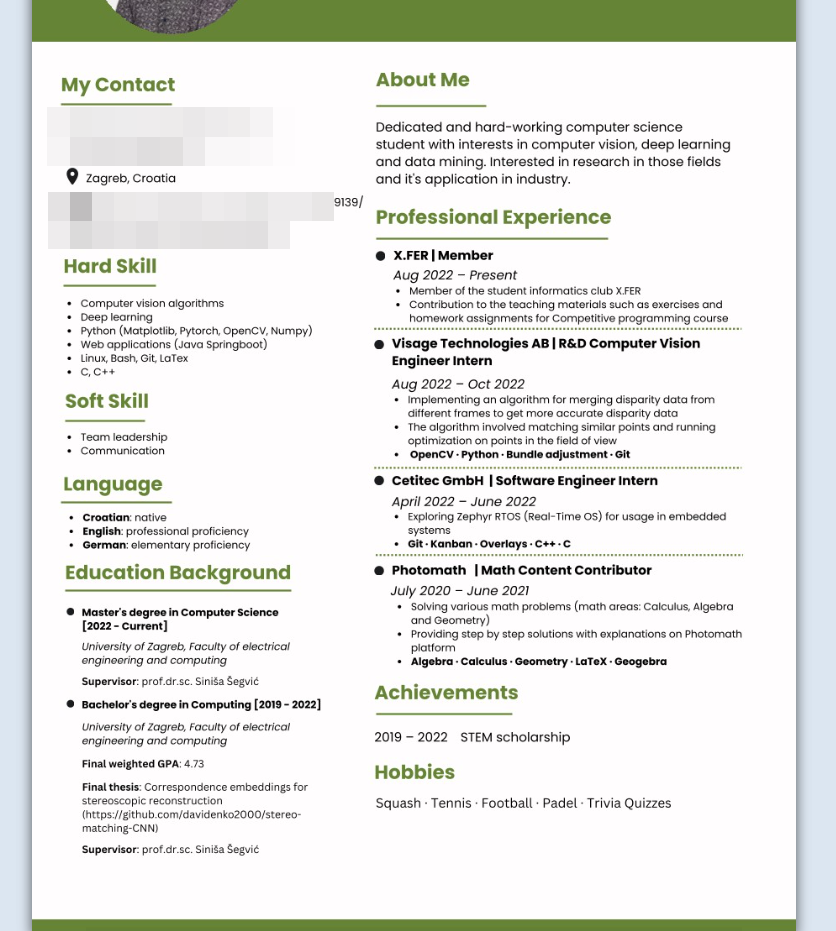 My Contact
Zagreb, Croatia
9139/
Hard Skill
Computer vision algorithms
Deep learning
Python (Matplotlib, Pytorch, OpenCV, Numpy)
Web applications (Java Springboot)
Linux, Bash, Git, LaTex
C, C++
Soft Skill
Team leadership
Communication
Language
Croatian: native
English: professional proficiency
German: elementary proficiency
Education Background
Master's degree in Computer Science
[2022 - Current]
University of Zagreb, Faculty of electrical
engineering and computing
Supervisor: prof.dr.sc. Siniša Šegvić
Bachelor's degree in Computing [2019 - 2022]
University of Zagreb, Faculty of electrical
engineering and computing
Final weighted GPA: 4.73
Final thesis: Correspondence embeddings for
stereoscopic reconstruction
(https://github.com/davidenko2000/stereo-
matching-CNN)
Supervisor: prof.dr.sc. Siniša Šegvić
About Me
Dedicated and hard-working computer science
student with interests in computer vision, deep learning
and data mining. Interested in research in those fields
and it's application in industry.
Professional Experience
X.FER | Member
Aug 2022 – Present
Member of the student informatics club X.FER
Contribution to the teaching materials such as exercises and
homework assignments for Competitive programming course
Visage Technologies AB | R&D Computer Vision
Engineer Intern
Aug 2022 – Oct 2022
Implementing an algorithm for merging disparity data from
different frames to get more accurate disparity data
The algorithm involved matching similar points and running
optimization on points in the field of view
OpenCV · Python · Bundle adjustment · Git
Cetitec GmbH | Software Engineer Intern
April 2022 – June 2022
Exploring Zephyr RTOS (Real-Time OS) for usage in embedded
systems
Git · Kanban · Overlays · C++ · C
Photomath | Math Content Contributor
July 2020 – June 2021
Solving various math problems (math areas: Calculus, Algebra
and Geometry)
Providing step by step solutions with explanations on Photomath
platform
Algebra · Calculus · Geometry · LaTeX · Geogebra
Achievements
2019 – 2022 STEM scholarship
Hobbies
Squash · Tennis · Football · Padel · Trivia Quizzes